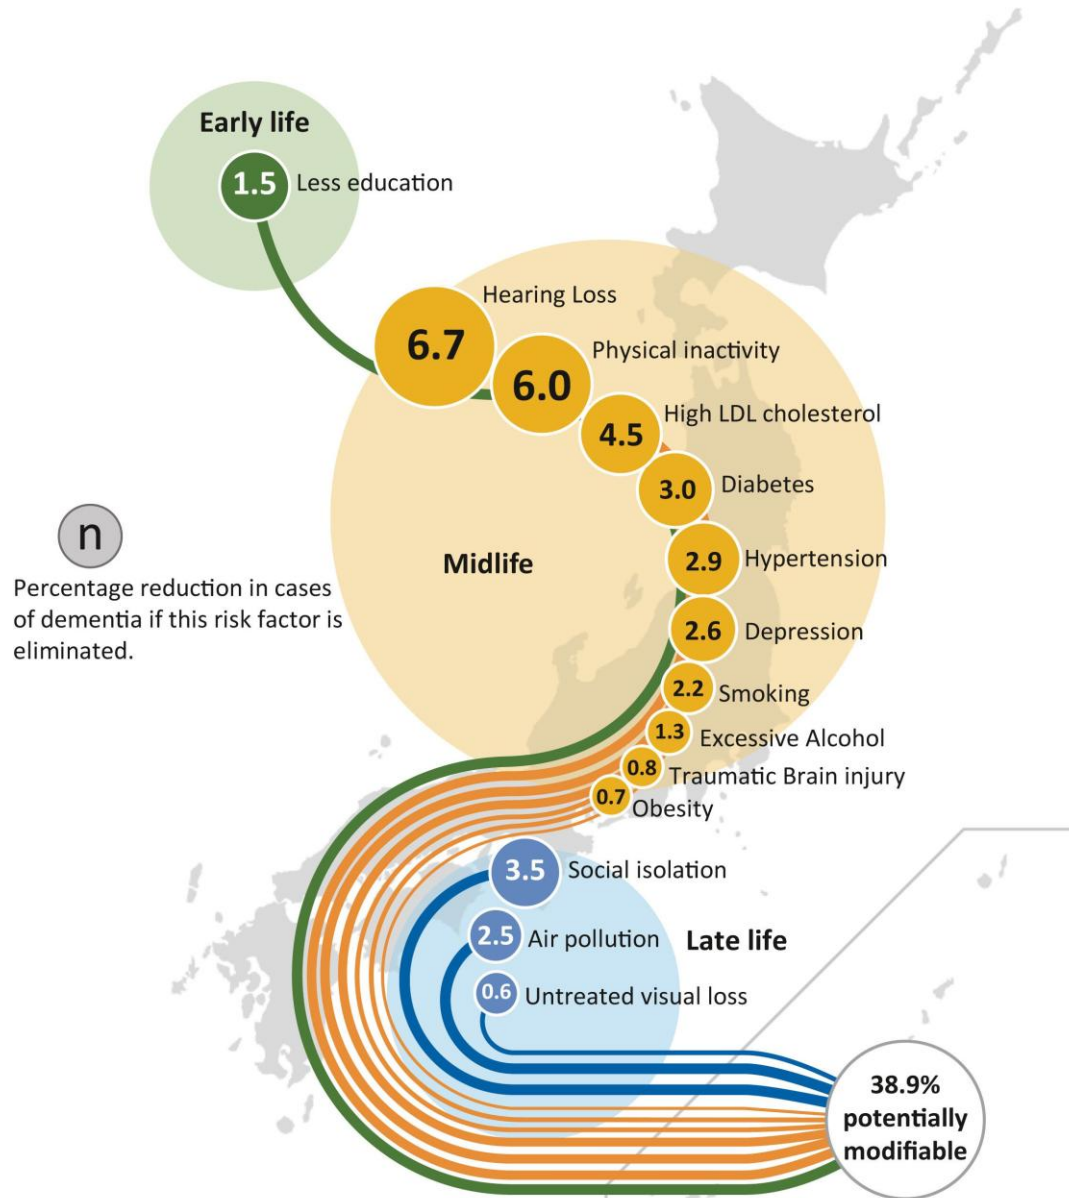 Early life
1.5
Less education
6.7
Hearing Loss
6.0
Physical inactivity
4.5
High LDL cholesterol
3.0
Diabetes
n
Percentage reduction in cases
of dementia if this risk factor is
eliminated.
Midlife
2.9
Hypertension
2.6
Depression
2.2
Smoking
1.3
Excessive Alcohol
0.8
Traumatic Brain injury
0.7
Obesity
3.5
Social isolation
2.5
Air pollution
Late life
0.6
Untreated visual loss
38.9%
potentially
modifiable